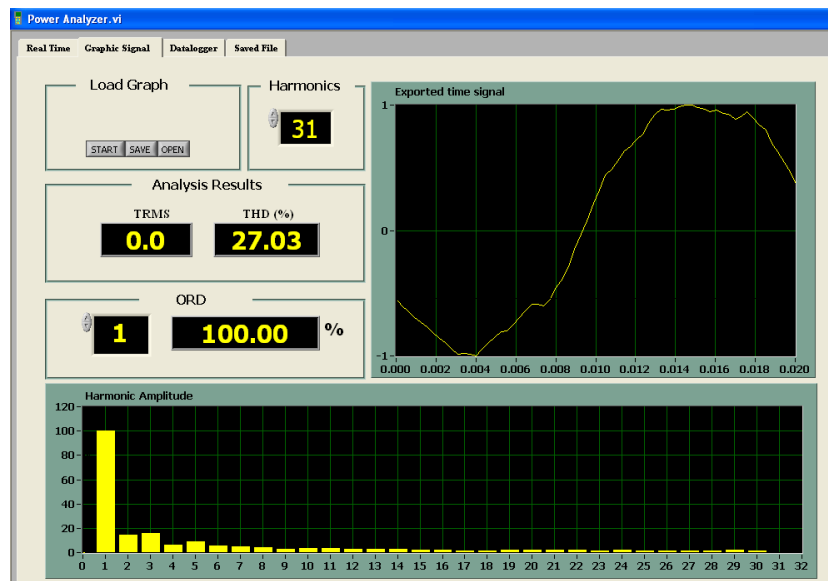 Power Analyzer.vi
Real Time Graphic Signal Datalogger Saved File
Load Graph
START SAVE OPEN
Harmonics
31
Analysis Results
TRMS THD (%)
0.0 27.03
ORD
1 100.00 %
Exported time signal
1
0
-1
0.000 0.002 0.004 0.006 0.008 0.010 0.012 0.014 0.016 0.018 0.020
Harmonic Amplitude
120
100
80
60
40
20
0
0 1 2 3 4 5 6 7 8 9 10 11 12 13 14 15 16 17 18 19 20 21 22 23 24 25 26 27 28 29 30 31 32